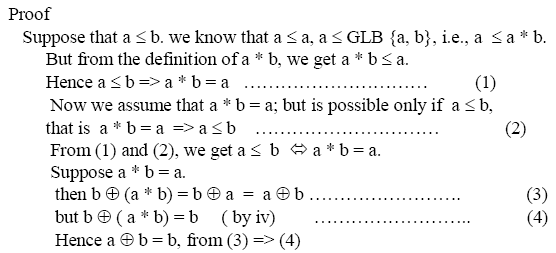 Proof
Suppose that a ≤ b. we know that a ≤ a, a ≤ GLB {a, b}, i.e., a ≤ a * b.
But from the definition of a * b, we get a * b ≤ a.
Hence a ≤ b => a * b = a ………………………… (1)
Now we assume that a * b = a; but is possible only if a ≤ b,
that is a * b = a => a ≤ b ………………………… (2)
From (1) and (2), we get a ≤ b ⇔ a * b = a.
Suppose a * b = a.
then b ⊕ (a * b) = b ⊕ a = a ⊕ b ……………………. (3)
but b ⊕ ( a * b) = b ( by iv) …………………….. (4)
Hence a ⊕ b = b, from (3) => (4)